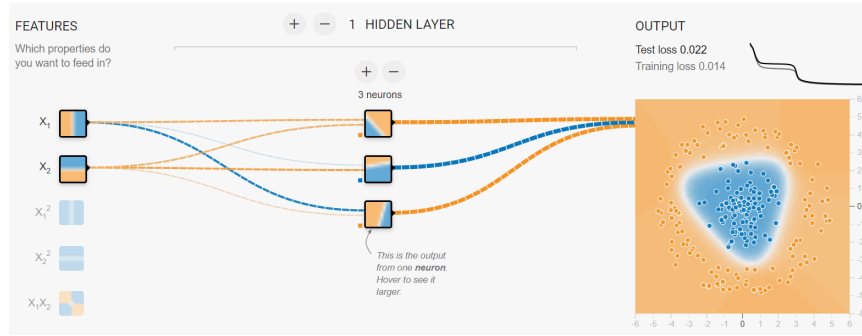 FEATURES
Which properties do
you want to feed in?
+ − 1 HIDDEN LAYER
+ −
3 neurons
X₁
X₂
X₁²
X₂²
X₁X₂
This is the output
from one neuron.
Hover to see it
larger.
OUTPUT
Test loss 0.022
Training loss 0.014
6
5
4
3
2
1
0
-1
-2
-3
-4
-5
-6
-6 -5 -4 -3 -2 -1 0 1 2 3 4 5 6